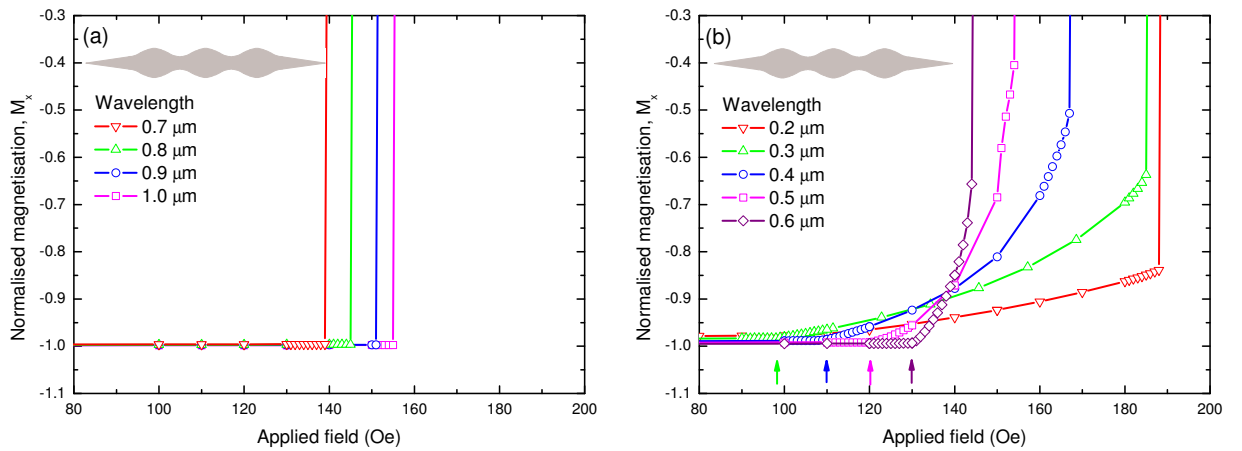 (a)
Wavelength
0.7 μm
0.8 μm
0.9 μm
1.0 μm
Normalised magnetisation, Mx
-0.3
-0.4
-0.5
-0.6
-0.7
-0.8
-0.9
-1.0
-1.1
80 100 120 140 160 180 200
Applied field (Oe)
(b)
Wavelength
0.2 μm
0.3 μm
0.4 μm
0.5 μm
0.6 μm
Normalised magnetisation, Mx
-0.3
-0.4
-0.5
-0.6
-0.7
-0.8
-0.9
-1.0
-1.1
80 100 120 140 160 180 200
Applied field (Oe)